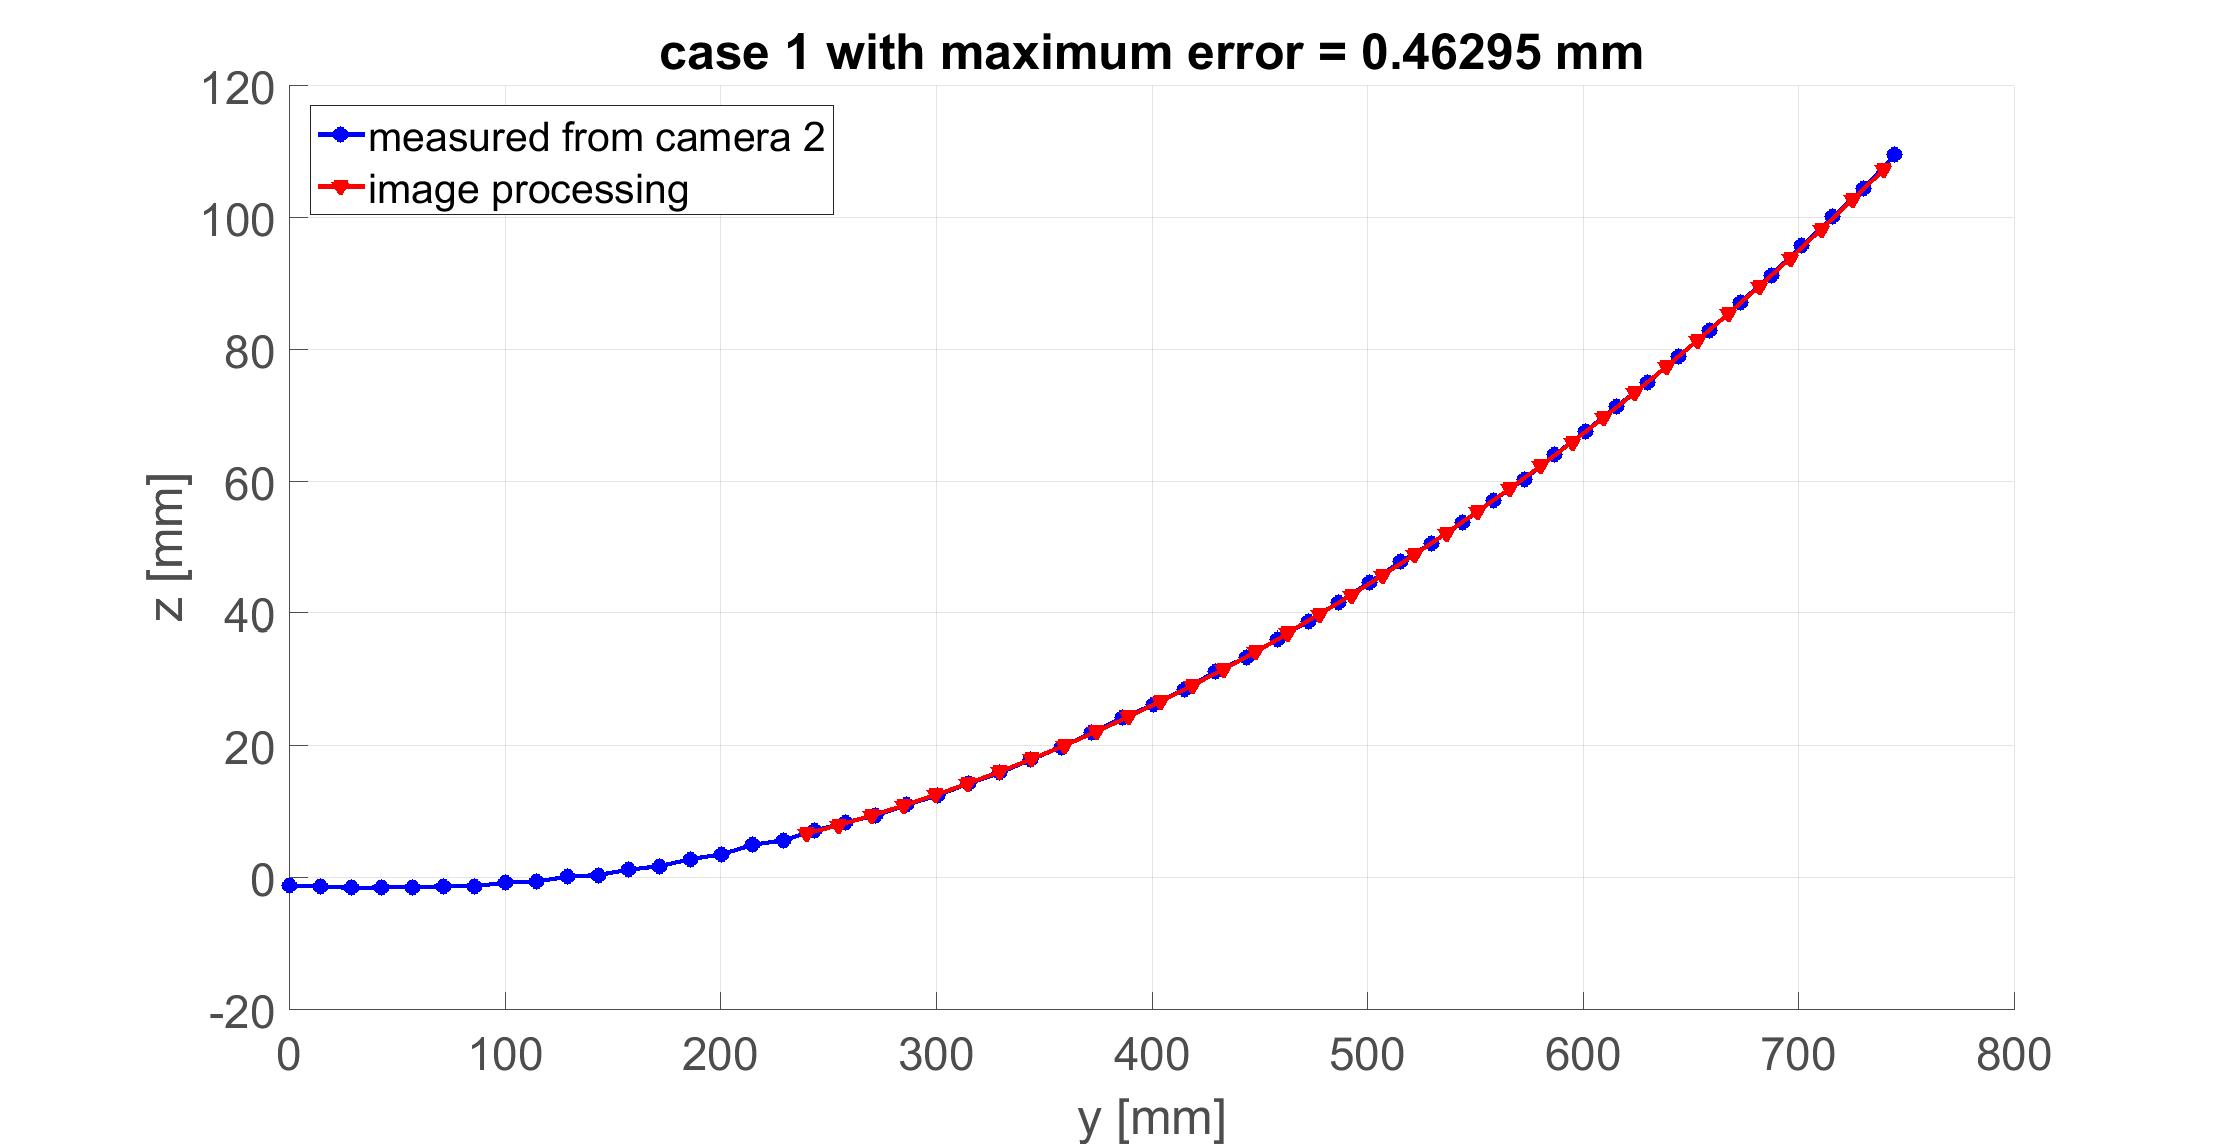 case 1 with maximum error = 0.46295 mm
120
measured from camera 2
image processing
100
80
60
40
20
0
-20
z [mm]
0 100 200 300 400 500 600 700 800
y [mm]